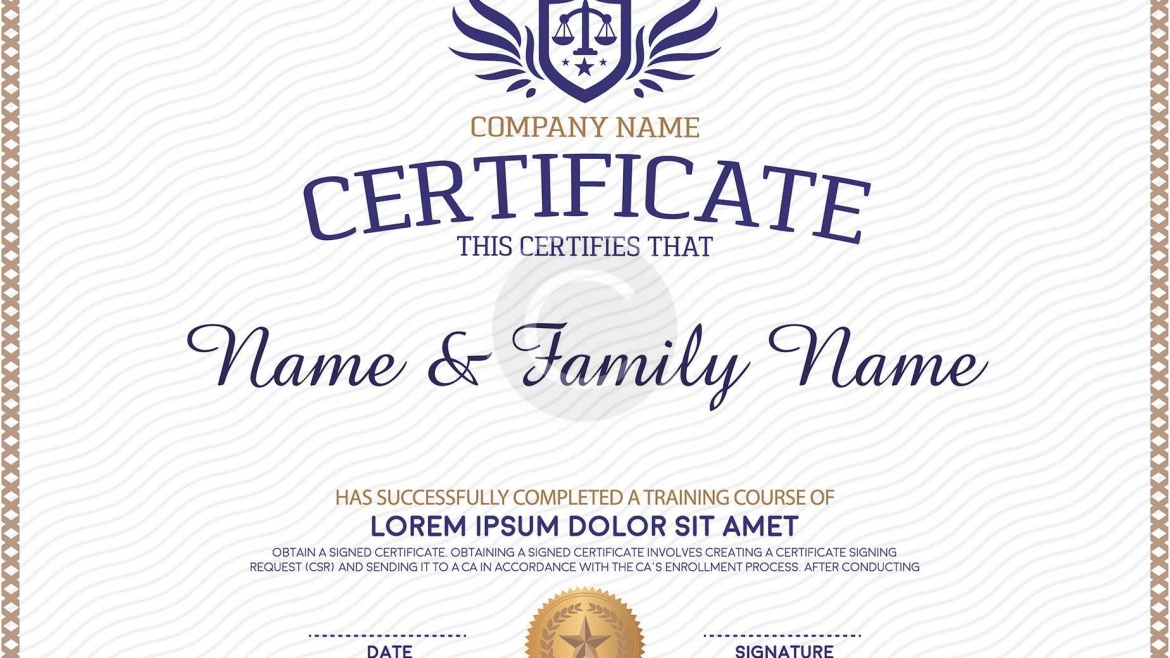 COMPANY NAME
CERTIFICATE
THIS CERTIFIES THAT
Name & Family Name
HAS SUCCESSFULLY COMPLETED A TRAINING COURSE OF
LOREM IPSUM DOLOR SIT AMET
OBTAIN A SIGNED CERTIFICATE. OBTAINING A SIGNED CERTIFICATE INVOLVES CREATING A CERTIFICATE SIGNING
REQUEST (CSR) AND SENDING IT TO A CA IN ACCORDANCE WITH THE CA'S ENROLLMENT PROCESS. AFTER CONDUCTING
DATE
SIGNATURE